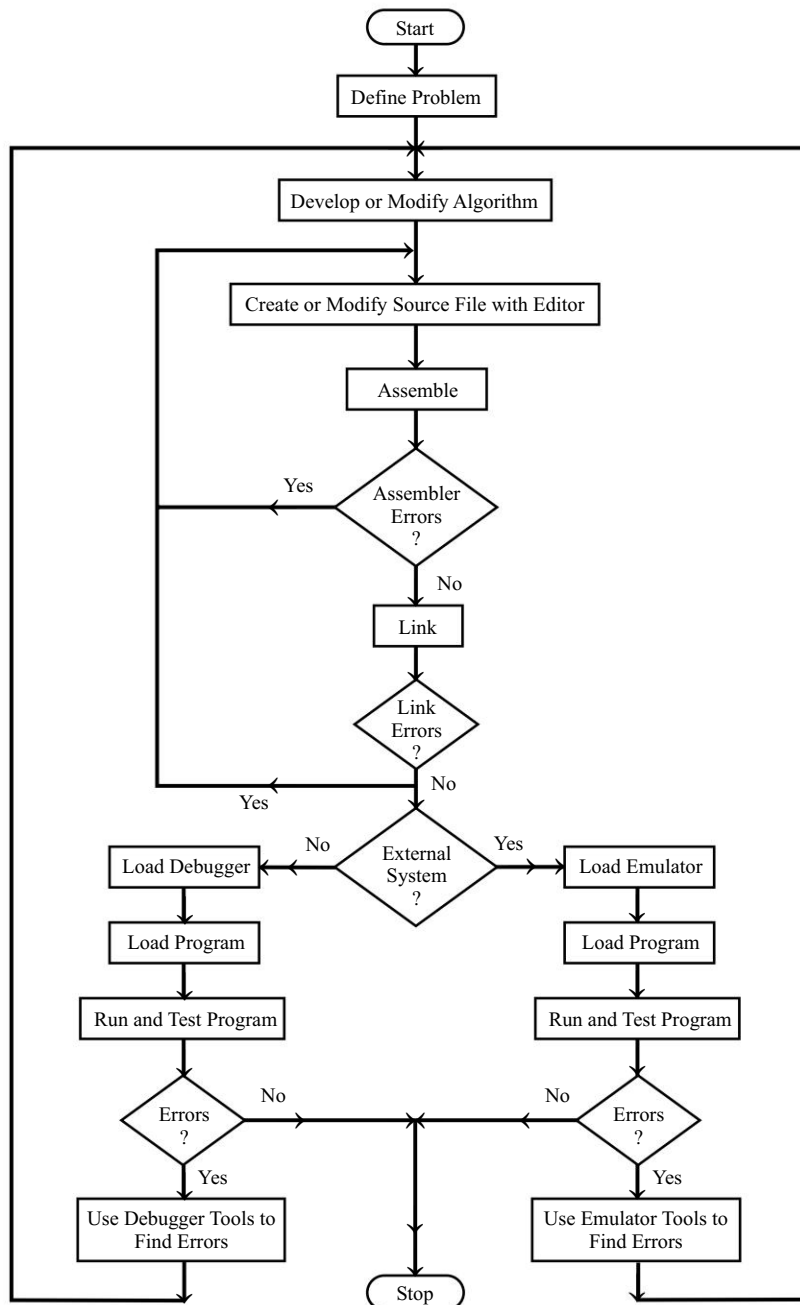 Start
Define Problem
Develop or Modify Algorithm
Create or Modify Source File with Editor
Assemble
Yes
Assembler
Errors
?
No
Link
Link
Errors
?
Yes
No
No
External
System
?
Yes
Load Debugger
Load Emulator
Load Program
Load Program
Run and Test Program
Run and Test Program
Errors
?
No
No
Errors
?
Yes
Yes
Use Debugger Tools to
Find Errors
Use Emulator Tools to
Find Errors
Stop